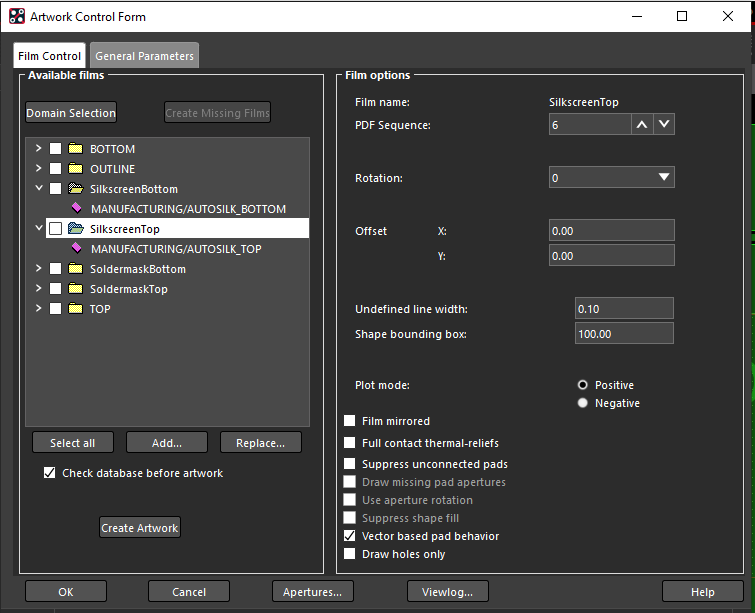 Artwork Control Form
Film Control
General Parameters
Available films
Domain Selection
Create Missing Films
BOTTOM
OUTLINE
SilkscreenBottom
MANUFACTURING/AUTOSILK_BOTTOM
SilkscreenTop
MANUFACTURING/AUTOSILK_TOP
SoldermaskBottom
SoldermaskTop
TOP
Select all
Add...
Replace...
Check database before artwork
Create Artwork
Film options
Film name: SilkscreenTop
PDF Sequence: 6
Rotation: 0
Offset X: 0.00
Y: 0.00
Undefined line width: 0.10
Shape bounding box: 100.00
Plot mode: Positive
Negative
Film mirrored
Full contact thermal-reliefs
Suppress unconnected pads
Draw missing pad apertures
Use aperture rotation
Suppress shape fill
Vector based pad behavior
Draw holes only
OK
Cancel
Apertures...
Viewlog...
Help